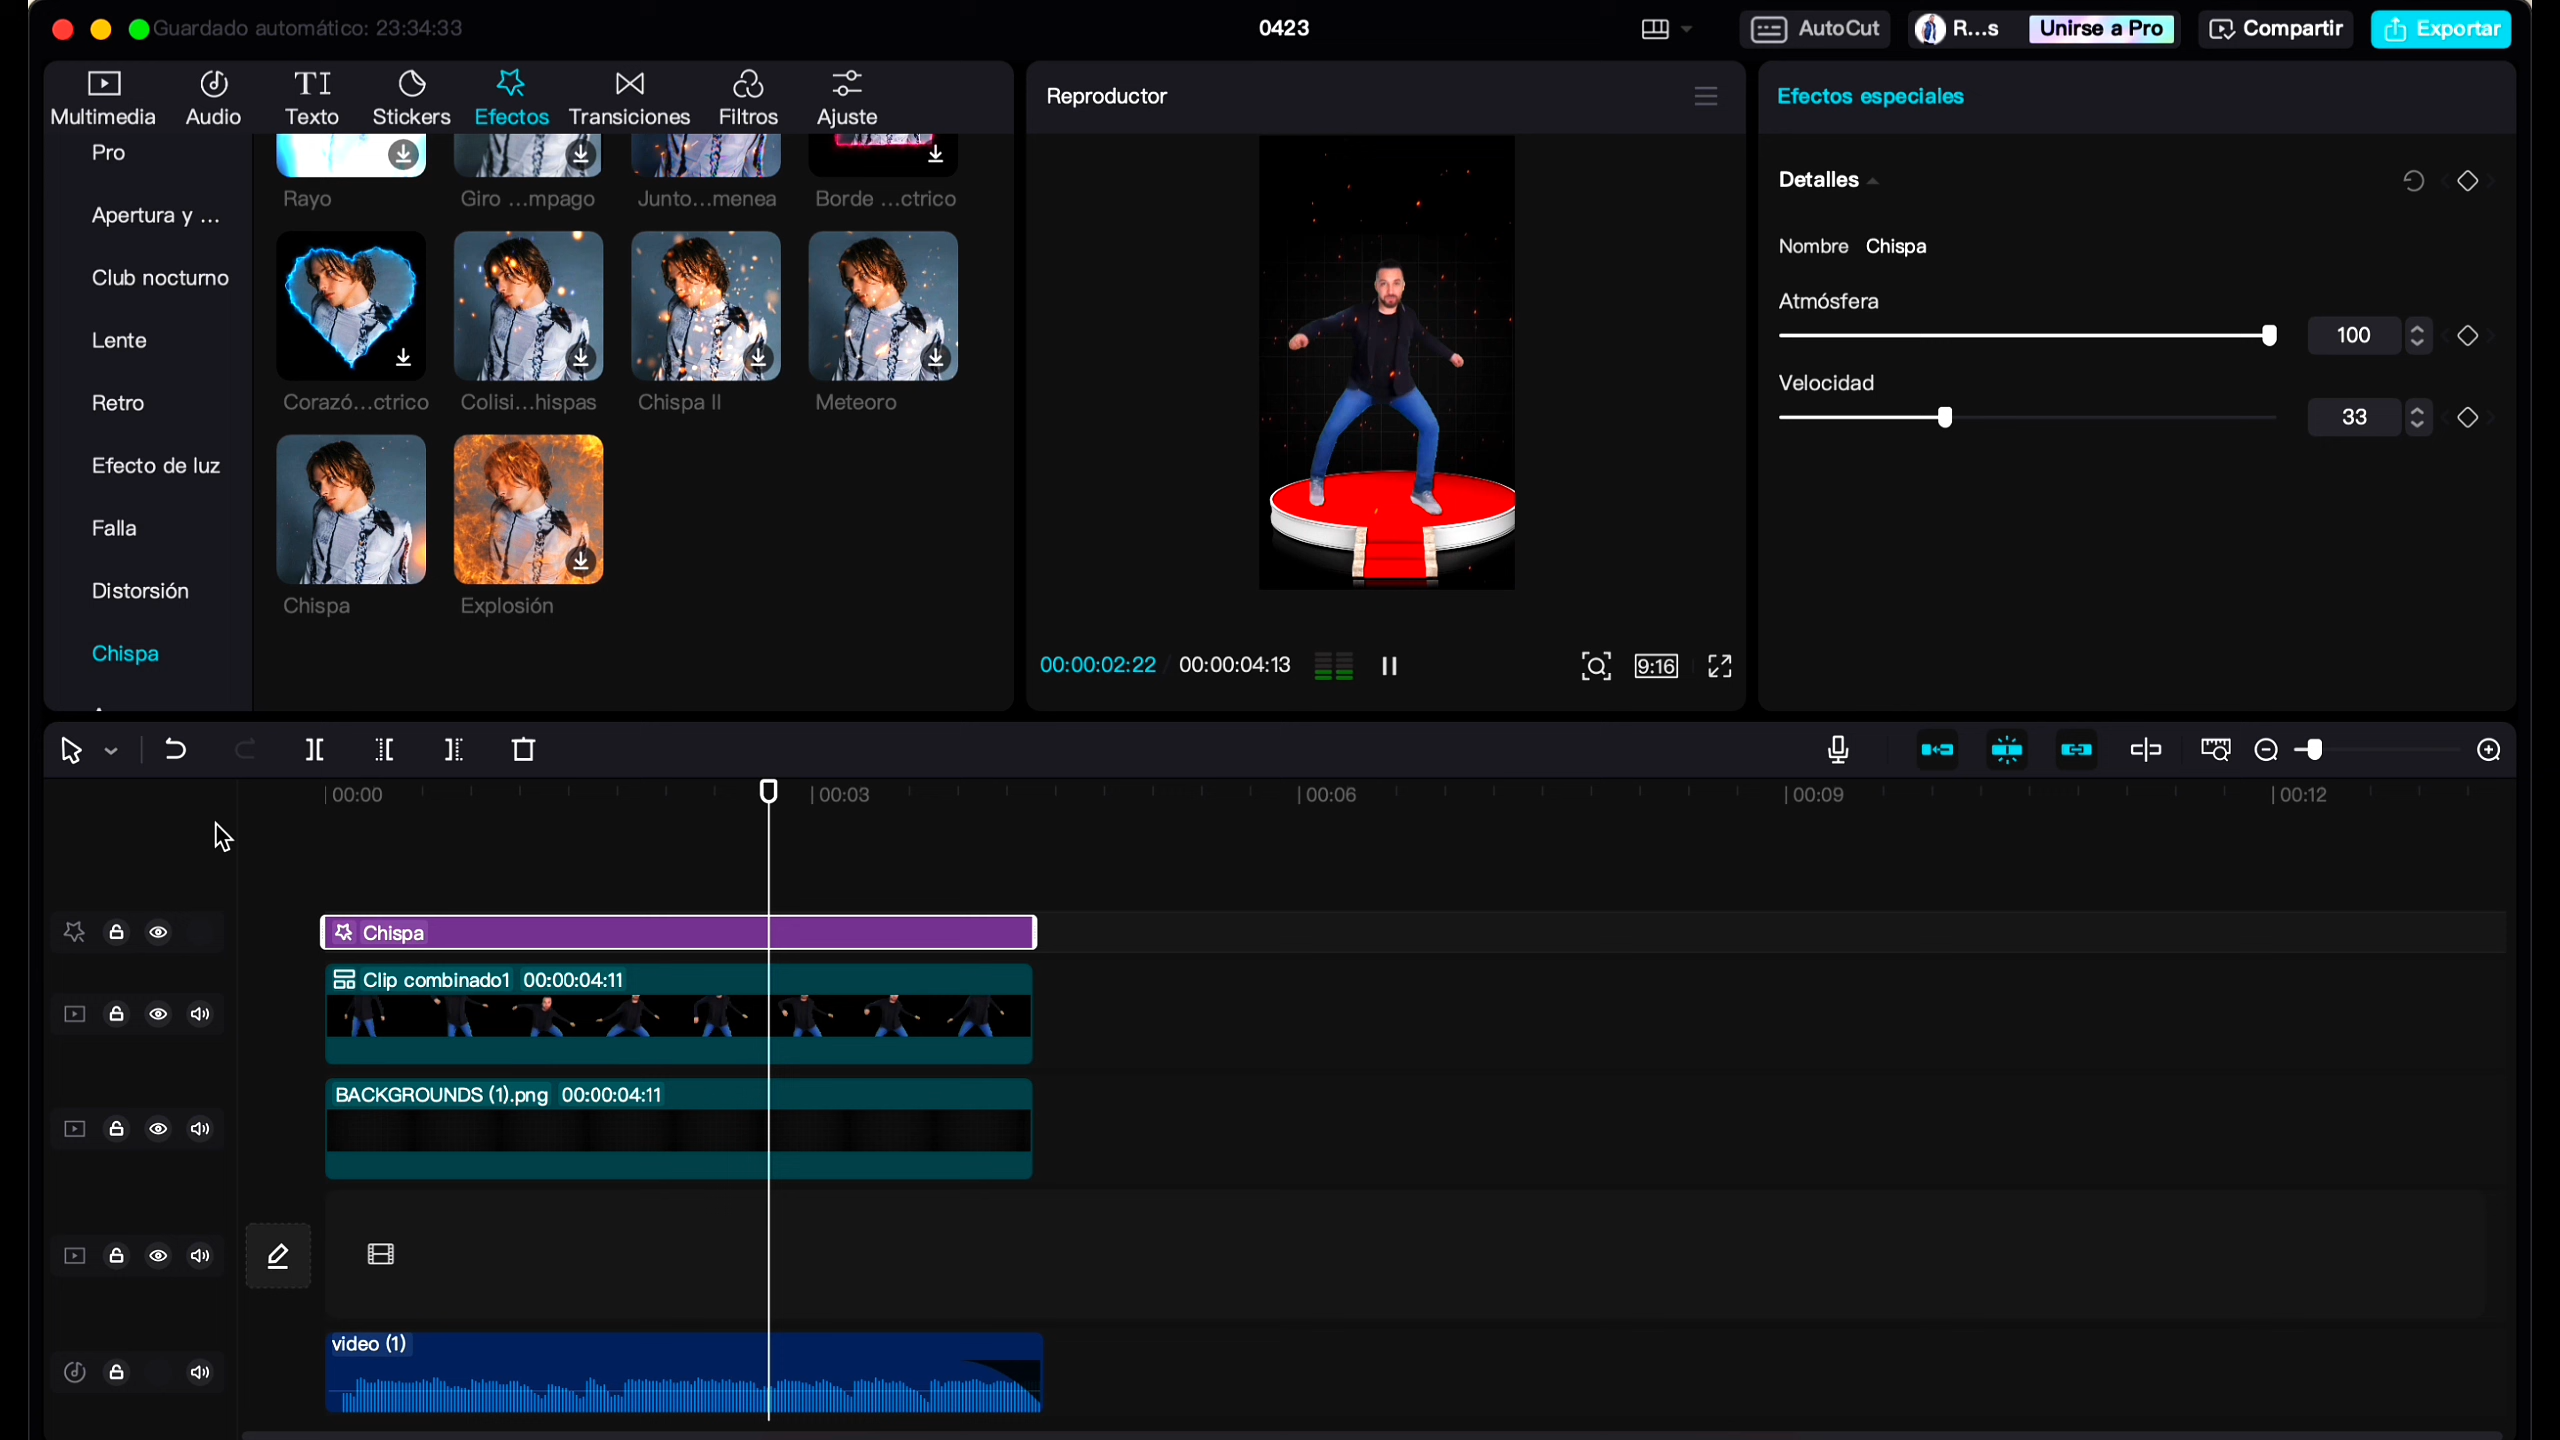 Guardado automático: 23:34:33
0423
AutoCut
R...s
Unirse a Pro
Compartir
Exportar
Multimedia
Audio
Texto
Stickers
Efectos
Transiciones
Filtros
Ajuste
Pro
Apertura y ...
Club nocturno
Lente
Retro
Efecto de luz
Falla
Distorsión
Chispa
Rayo
Giro ...mpago
Junto...menea
Borde ...ctrico
Corazó...ctrico
Colisi...hispas
Chispa II
Meteoro
Chispa
Explosión
Reproductor
00:00:02:22 / 00:00:04:13
9:16
Efectos especiales
Detalles
Nombre Chispa
Atmósfera
100
Velocidad
33
00:00
00:03
00:06
00:09
00:12
Chispa
Clip combinado1 00:00:04:11
BACKGROUNDS (1).png 00:00:04:11
video (1)